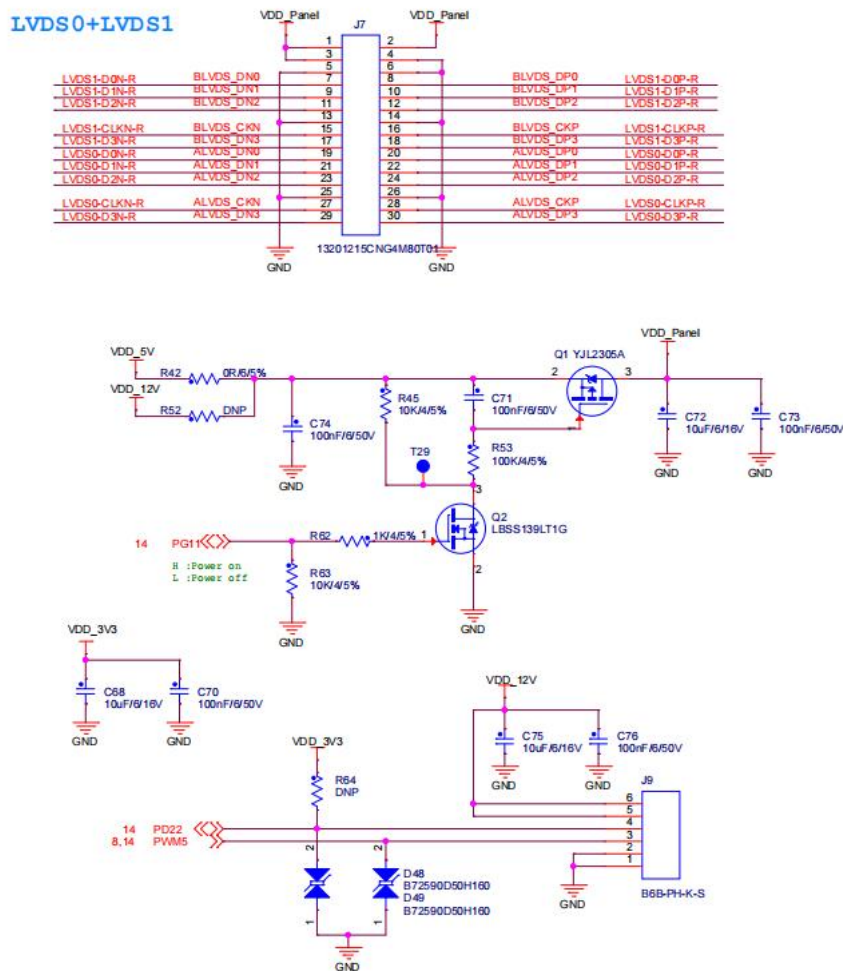 LVDS0+LVDS1
VDD_Panel
VDD_Panel
J7
1 2
3 4
5 6
LVDS1-D0N-R BLVDS_DN0 7 8 BLVDS_DP0 LVDS1-D0P-R
LVDS1-D1N-R BLVDS_DN1 9 10 BLVDS_DP1 LVDS1-D1P-R
LVDS1-D2N-R BLVDS_DN2 11 12 BLVDS_DP2 LVDS1-D2P-R
13 14
LVDS1-CLKN-R BLVDS_CKN 15 16 BLVDS_CKP LVDS1-CLKP-R
LVDS1-D3N-R BLVDS_DN3 17 18 BLVDS_DP3 LVDS1-D3P-R
LVDS0-D0N-R ALVDS_DN0 19 20 ALVDS_DP0 LVDS0-D0P-R
LVDS0-D1N-R ALVDS_DN1 21 22 ALVDS_DP1 LVDS0-D1P-R
LVDS0-D2N-R ALVDS_DN2 23 24 ALVDS_DP2 LVDS0-D2P-R
25 26
LVDS0-CLKN-R ALVDS_CKN 27 28 ALVDS_CKP LVDS0-CLKP-R
LVDS0-D3N-R ALVDS_DN3 29 30 ALVDS_DP3 LVDS0-D3P-R
13201215CNG4M80T01
GND
GND
VDD_5V
R42 0R/6/5%
VDD_12V
R52 DNP
C74
100nF/6/50V
GND
R45
10K/4/5%
C71
100nF/6/50V
Q1 YJL2305A
2 3
1
VDD_Panel
C72
10uF/6/16V
GND
C73
100nF/6/50V
GND
R53
100K/4/5%
T29
3
Q2
LBSS139LT1G
1
2
GND
14 PG11
R62 1K/4/5%
H :Power on
L :Power off
R63
10K/4/5%
GND
VDD_3V3
C68
10uF/6/16V
C70
100nF/6/50V
GND
GND
VDD_12V
C75
10uF/6/16V
C76
100nF/6/50V
GND
GND
VDD_3V3
R64
DNP
J9
6
5
14 PD22 4
8,14 PWM5 3
2
1
GND
B6B-PH-K-S
2 2
D48
B72590D50H160
D49
B72590D50H160
1 1
GND